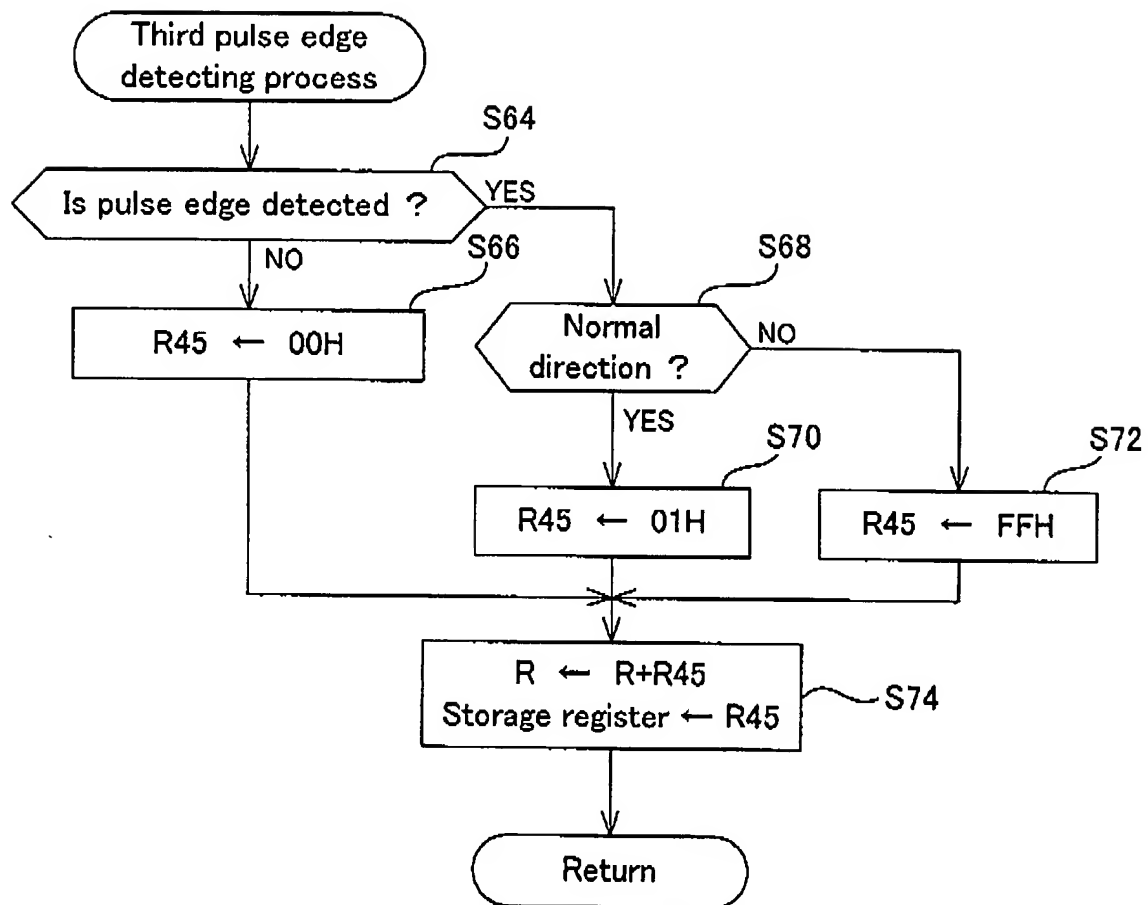 Third pulse edge
detecting process
S64
Is pulse edge detected ?
YES
NO
S66
S68
R45 ← 00H
Normal
direction ?
NO
YES
S70
S72
R45 ← 01H
R45 ← FFH
R ← R+R45
Storage register ← R45
S74
Return